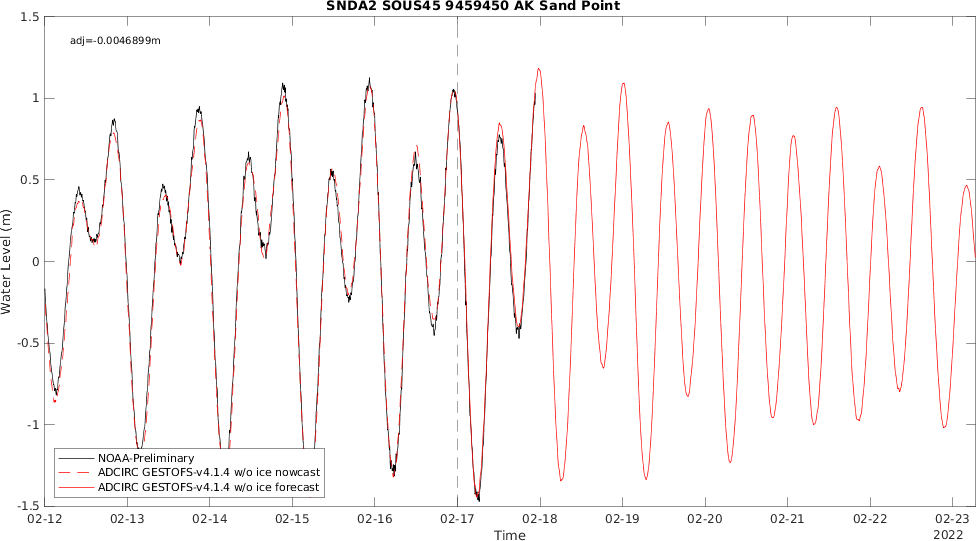 SNDA2 SOUS45 9459450 AK Sand Point
adj=-0.0046899m
1.5
1
0.5
0
-0.5
-1
-1.5
Water Level (m)
NOAA-Preliminary
ADCIRC GESTOFS-v4.1.4 w/o ice nowcast
ADCIRC GESTOFS-v4.1.4 w/o ice forecast
02-12 02-13 02-14 02-15 02-16 02-17 02-18 02-19 02-20 02-21 02-22 02-23
Time
2022